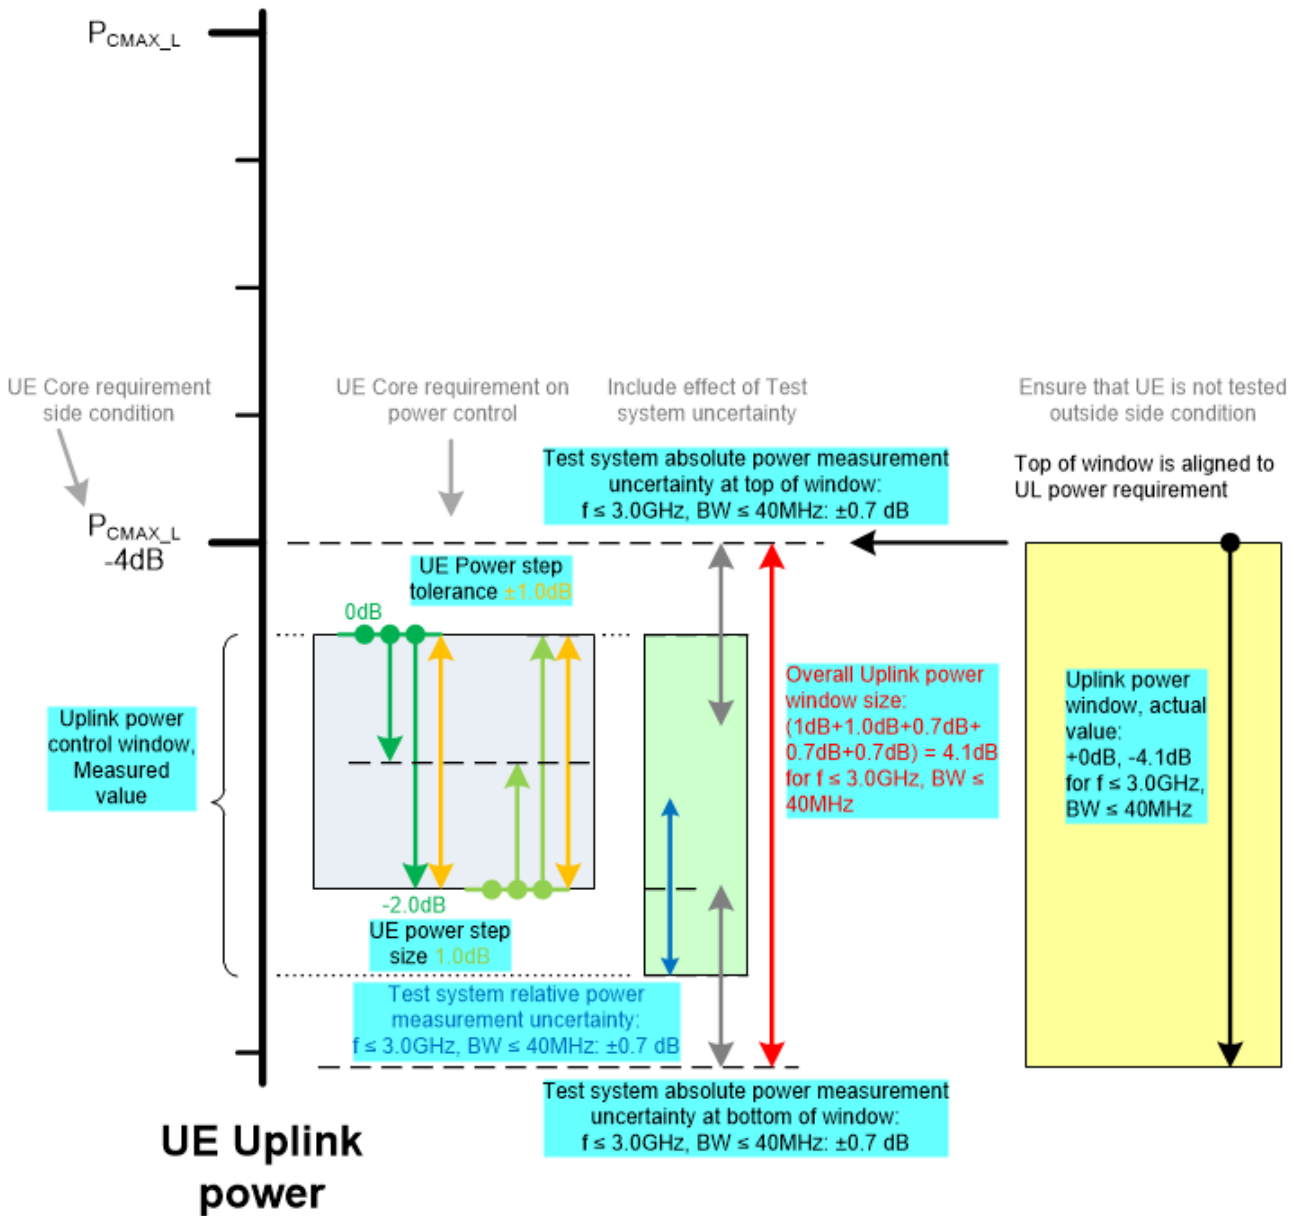 P_CMAX_L
UE Core requirement
side condition
UE Core requirement on
power control
Include effect of Test
system uncertainty
Ensure that UE is not tested
outside side condition
Test system absolute power measurement
uncertainty at top of window:
f ≤ 3.0GHz, BW ≤ 40MHz: ±0.7 dB
Top of window is aligned to
UL power requirement
P_CMAX_L
-4dB
UE Power step
tolerance ±1.0dB
0dB
Uplink power
control window,
Measured
value
Overall Uplink power
window size:
(1dB+1.0dB+0.7dB+
0.7dB+0.7dB) = 4.1dB
for f ≤ 3.0GHz, BW ≤
40MHz
Uplink power
window, actual
value:
+0dB, -4.1dB
for f ≤ 3.0GHz,
BW ≤ 40MHz
-2.0dB
UE power step
size 1.0dB
Test system relative power
measurement uncertainty:
f ≤ 3.0GHz, BW ≤ 40MHz: ±0.7 dB
Test system absolute power measurement
uncertainty at bottom of window:
f ≤ 3.0GHz, BW ≤ 40MHz: ±0.7 dB
UE Uplink
power